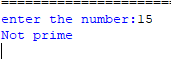 ======================
enter the number:15
Not prime